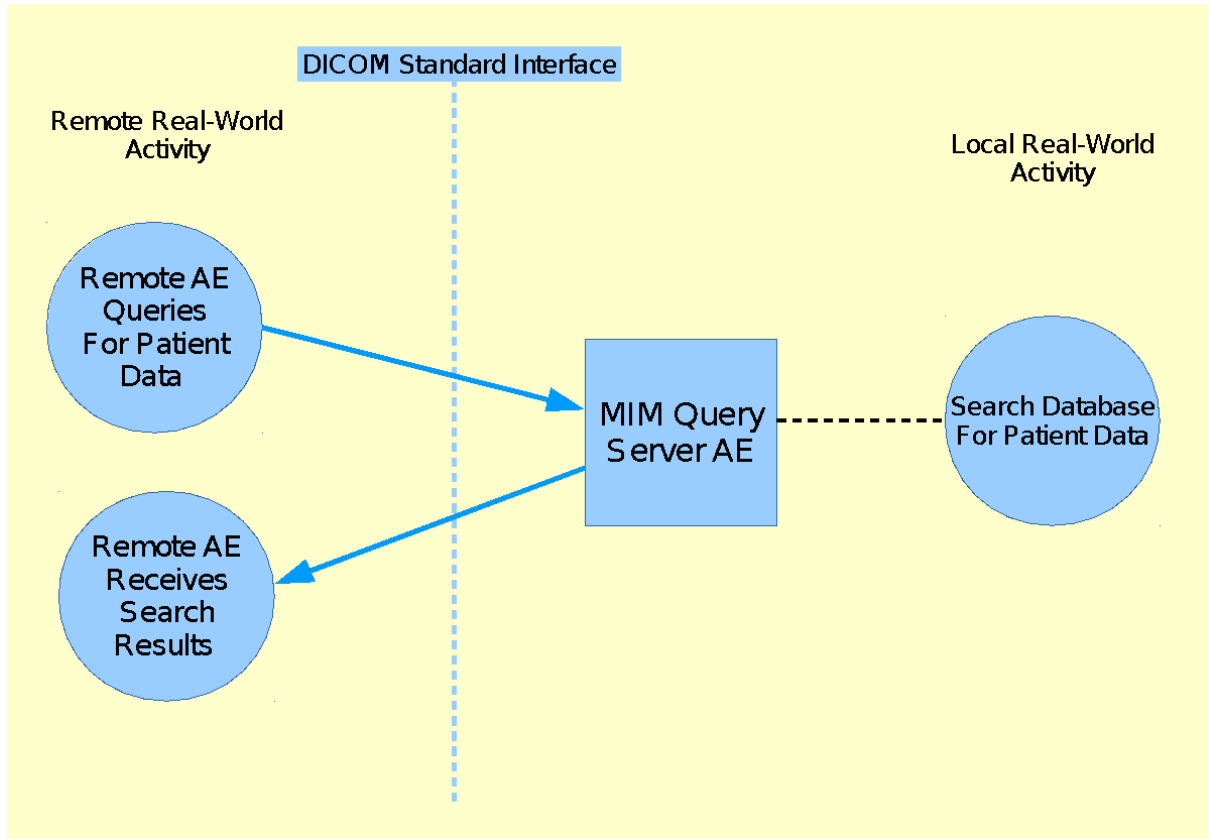 DICOM Standard Interface
Remote Real-World
Activity
Local Real-World
Activity
Remote AE
Queries
For Patient
Data
MIM Query
Server AE
Search Database
For Patient Data
Remote AE
Receives
Search
Results